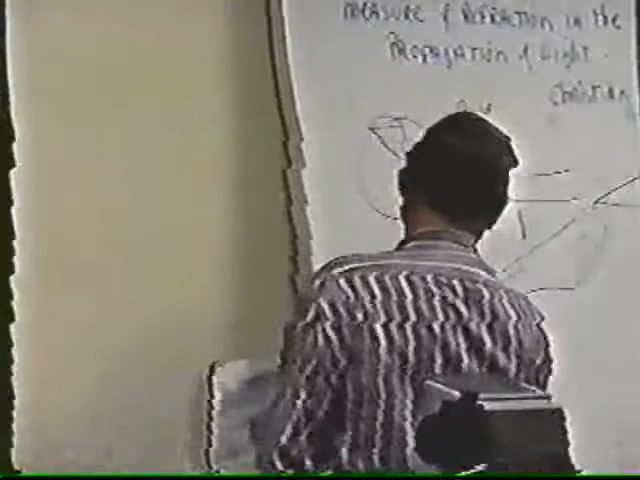 MEASURE of REFRACTION in the
PROPAGATION of Light.
Christian